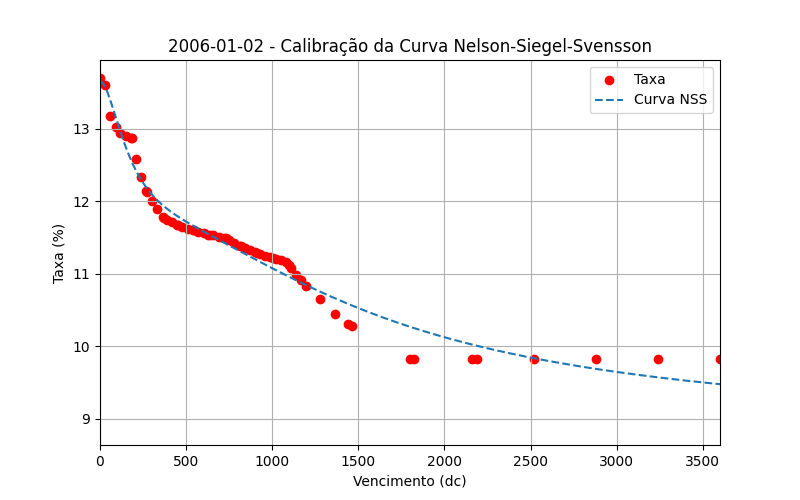 2006-01-02 - Calibração da Curva Nelson-Siegel-Svensson
Taxa
Curva NSS
Taxa (%)
13
12
11
10
9
0 500 1000 1500 2000 2500 3000 3500
Vencimento (dc)